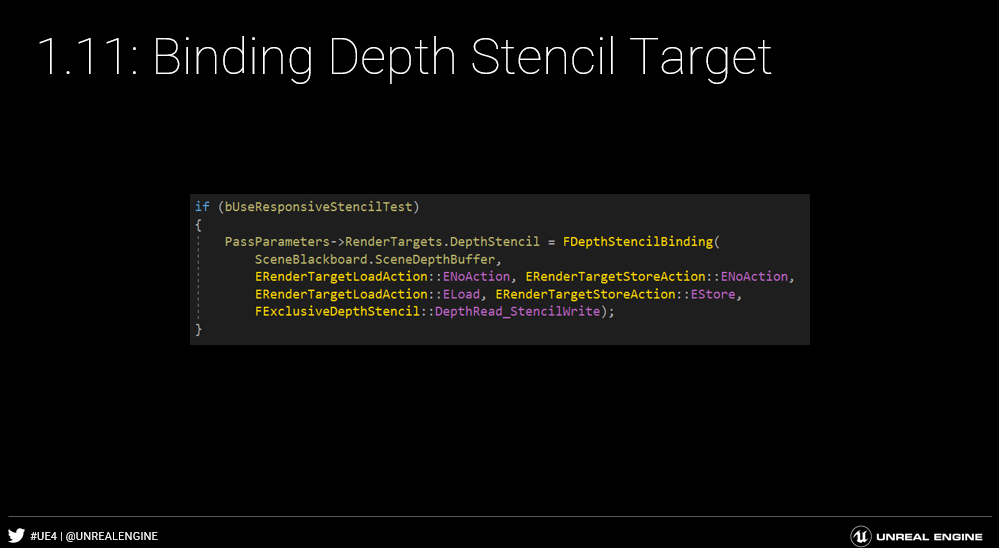 1.11: Binding Depth Stencil Target
if (bUseResponsiveStencilTest)
{
PassParameters->RenderTargets.DepthStencil = FDepthStencilBinding(
SceneBlackboard.SceneDepthBuffer,
ERenderTargetLoadAction::ENoAction, ERenderTargetStoreAction::ENoAction,
ERenderTargetLoadAction::ELoad, ERenderTargetStoreAction::EStore,
FExclusiveDepthStencil::DepthRead_StencilWrite);
}
#UE4 | @UNREALENGINE
UNREAL ENGINE